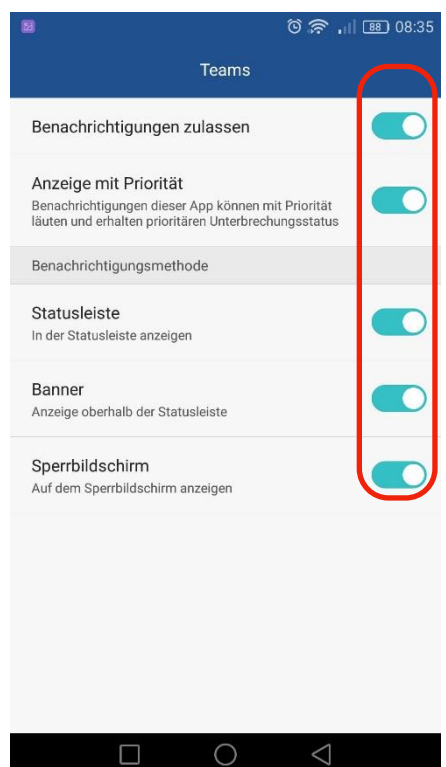 88 08:35
Teams
Benachrichtigungen zulassen
Anzeige mit Priorität
Benachrichtigungen dieser App können mit Priorität
läuten und erhalten prioritären Unterbrechungsstatus
Benachrichtigungsmethode
Statusleiste
In der Statusleiste anzeigen
Banner
Anzeige oberhalb der Statusleiste
Sperrbildschirm
Auf dem Sperrbildschirm anzeigen